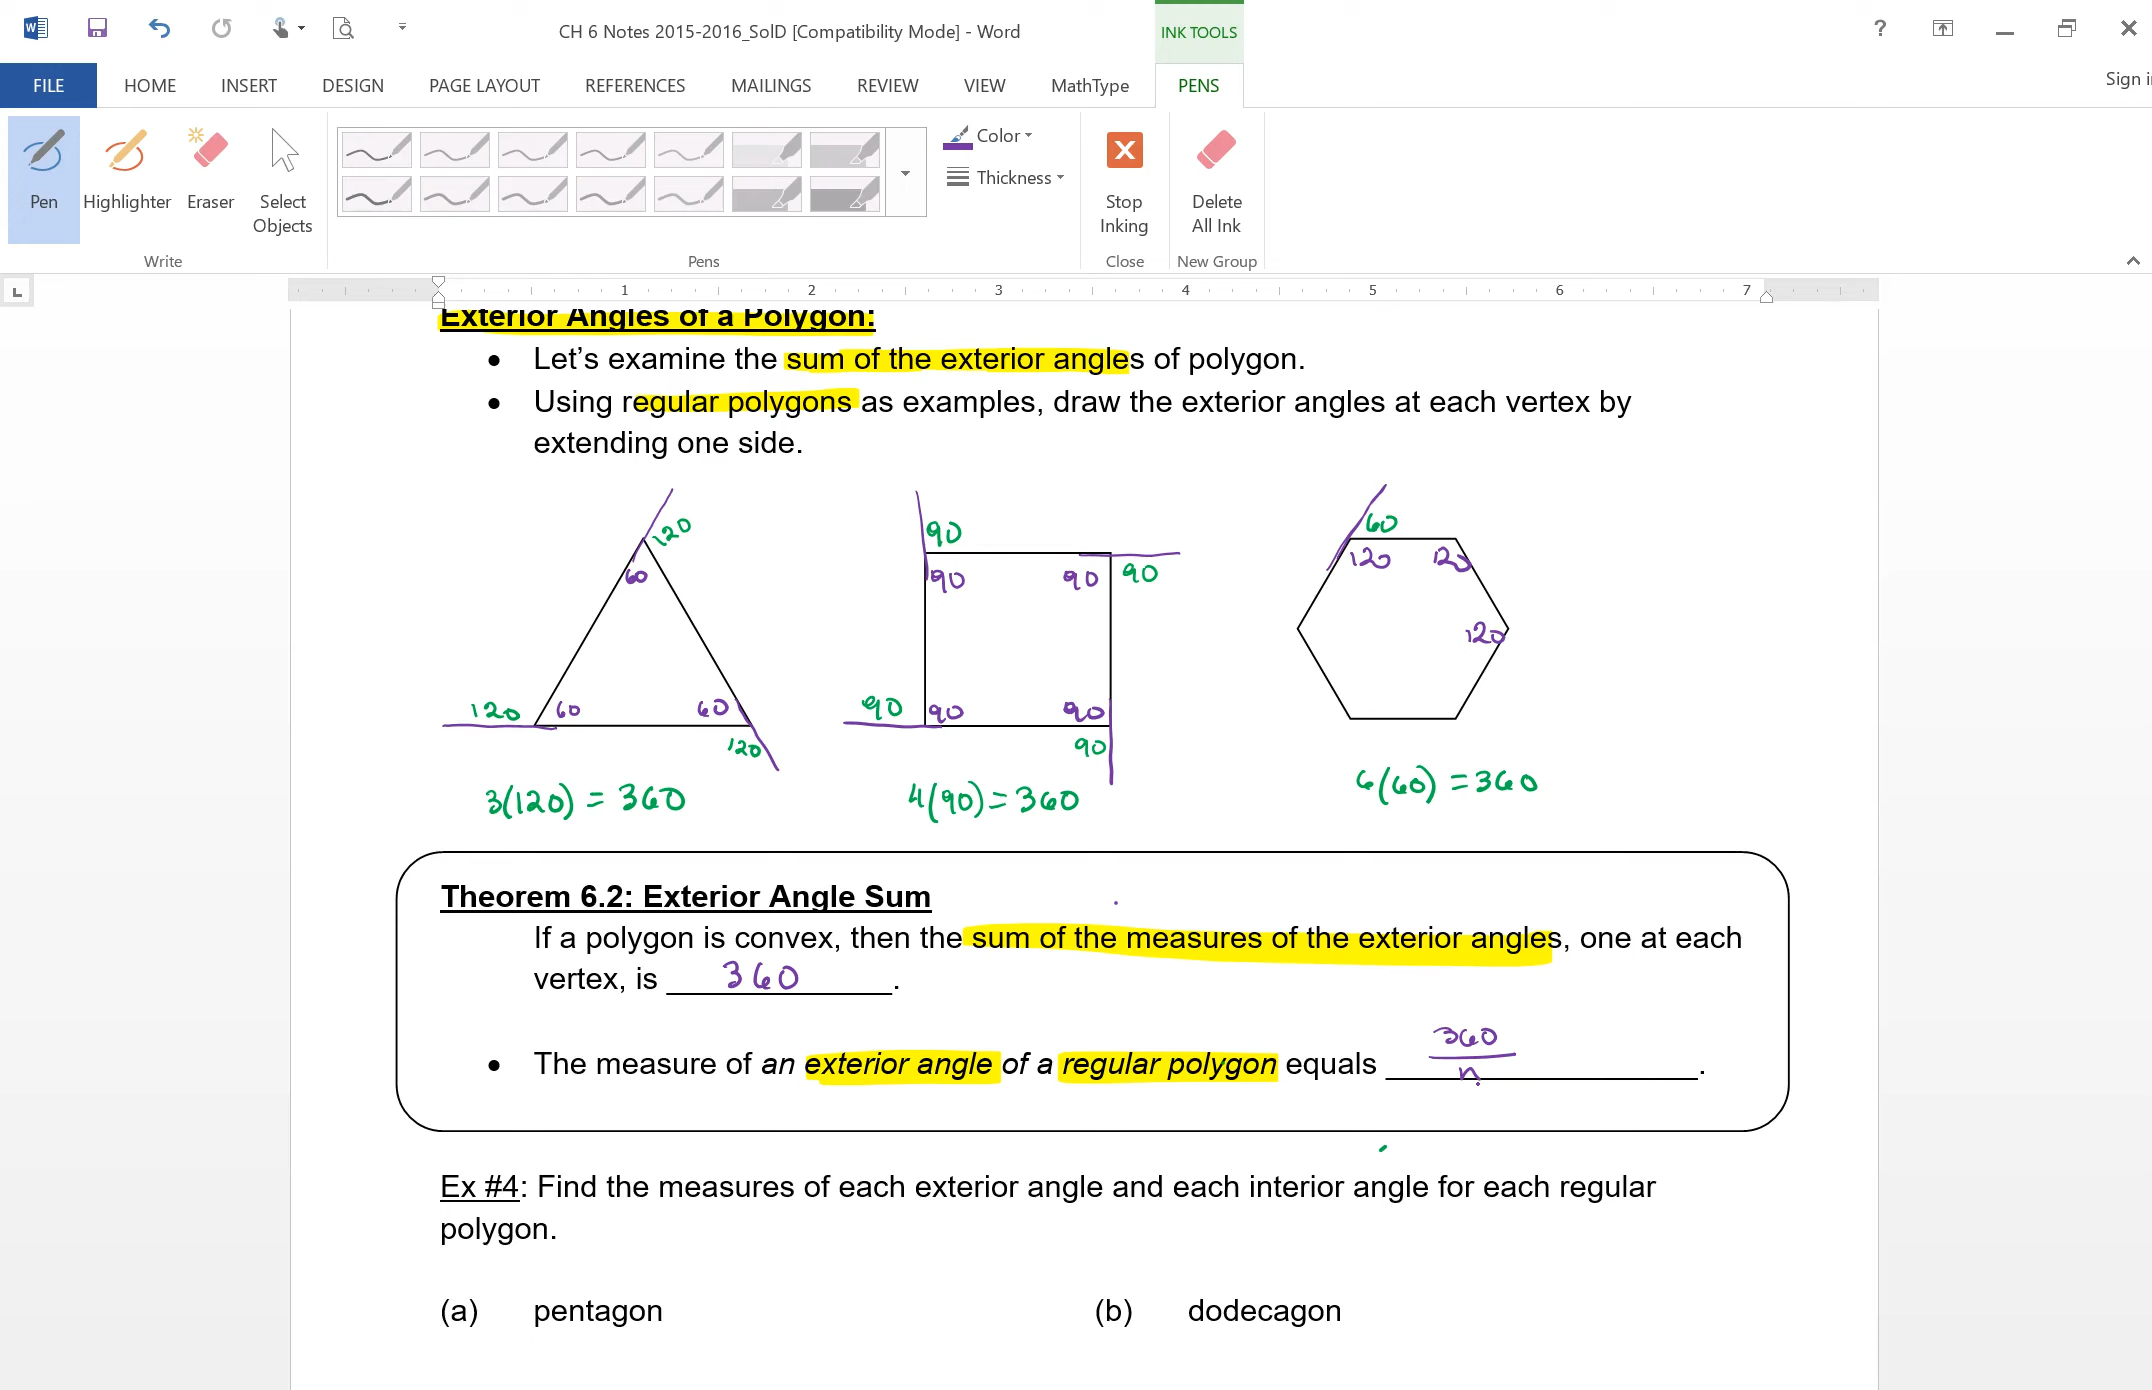 CH 6 Notes 2015-2016_SolD [Compatibility Mode] - Word
INK TOOLS
?
FILE HOME INSERT DESIGN PAGE LAYOUT REFERENCES MAILINGS REVIEW VIEW MathType PENS
Sign i
Pen Highlighter Eraser Select Objects
Color
Thickness
Stop Inking
Delete All Ink
Write Pens Close New Group
L
1 2 3 4 5 6 7
Exterior Angles of a Polygon:
• Let’s examine the sum of the exterior angles of polygon.
• Using regular polygons as examples, draw the exterior angles at each vertex by
extending one side.
120
60
120 60 60
120
90
90 90 90
90 90 90
90
60
120 120
120
3(120) = 360
4(90) = 360
6(60) = 360
Theorem 6.2: Exterior Angle Sum
If a polygon is convex, then the sum of the measures of the exterior angles, one at each
vertex, is 360.
• The measure of an exterior angle of a regular polygon equals 360/n.
Ex #4: Find the measures of each exterior angle and each interior angle for each regular
polygon.
(a) pentagon (b) dodecagon